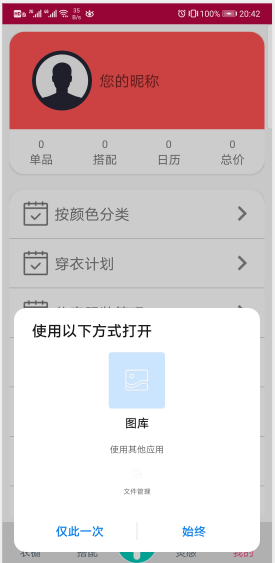 35
B/s
100%
20:42
您的昵称
0 0 0 0
单品 搭配 日历 总价
按颜色分类
穿衣计划
使用以下方式打开
图库
使用其他应用
文件管理
仅此一次 始终
衣橱 搭配 灵感 我的